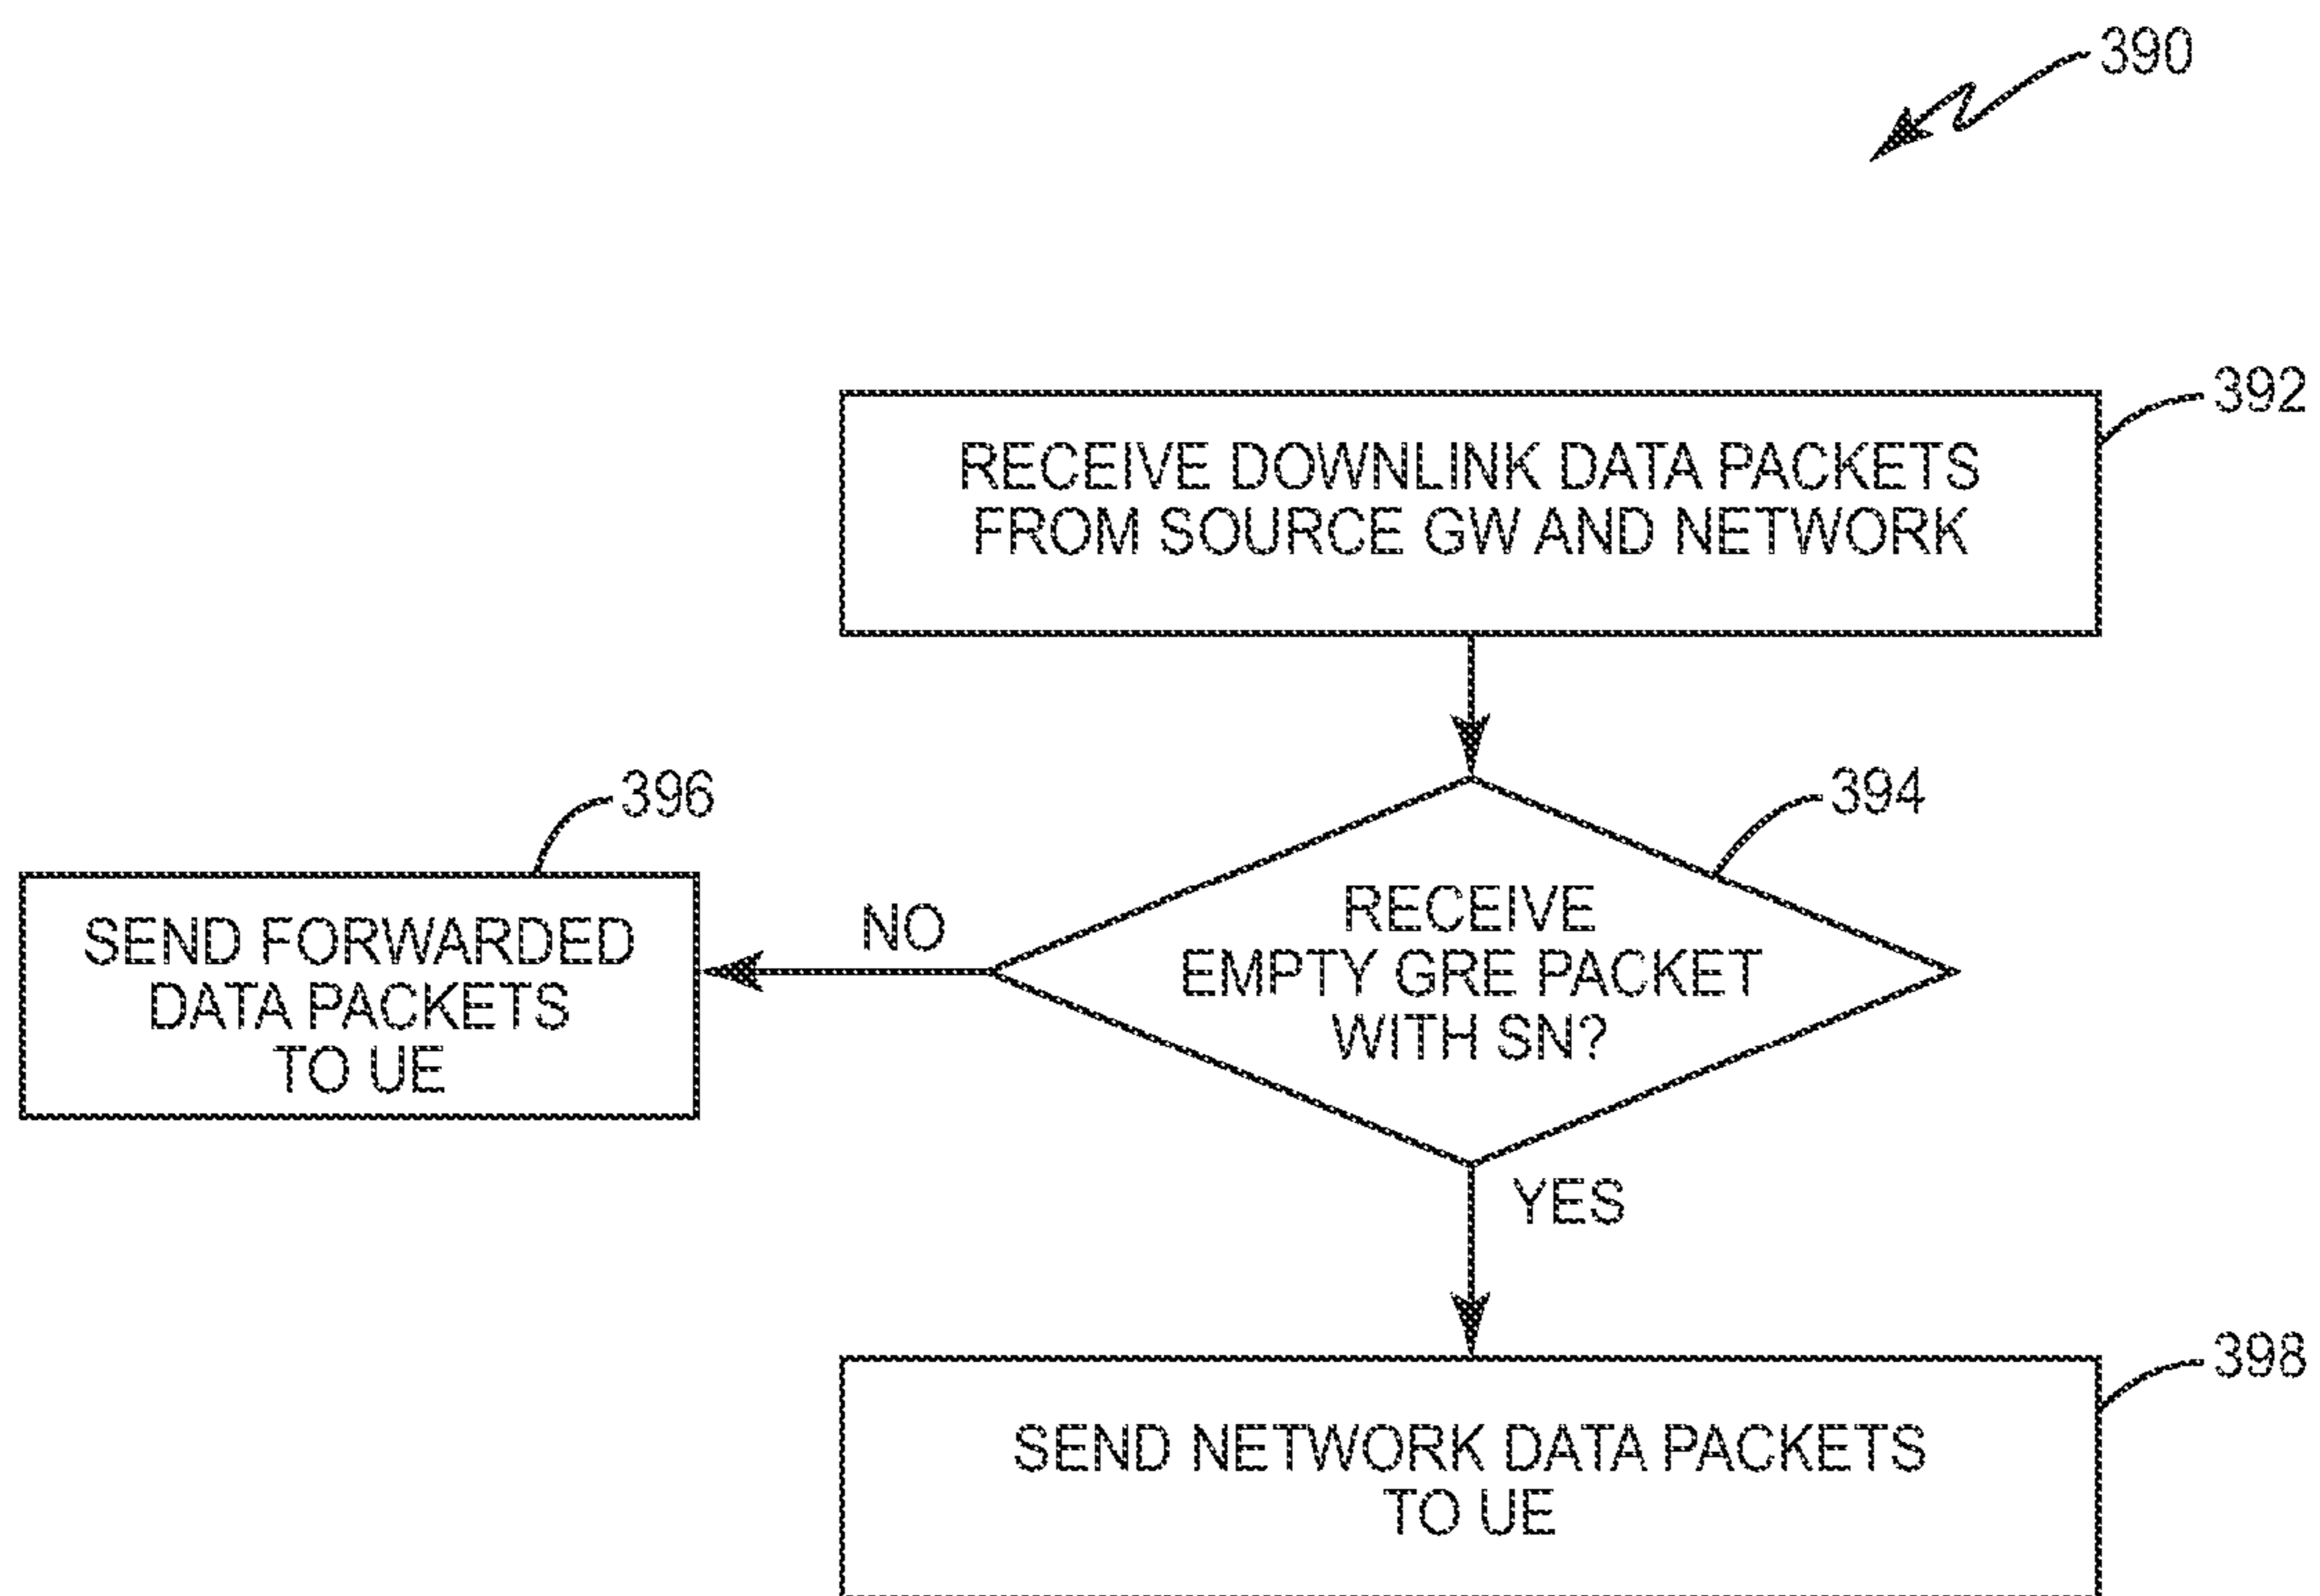 390
392
RECEIVE DOWNLINK DATA PACKETS
FROM SOURCE GW AND NETWORK
396
394
SEND FORWARDED
DATA PACKETS
TO UE
NO
RECEIVE
EMPTY GRE PACKET
WITH SN?
YES
398
SEND NETWORK DATA PACKETS
TO UE